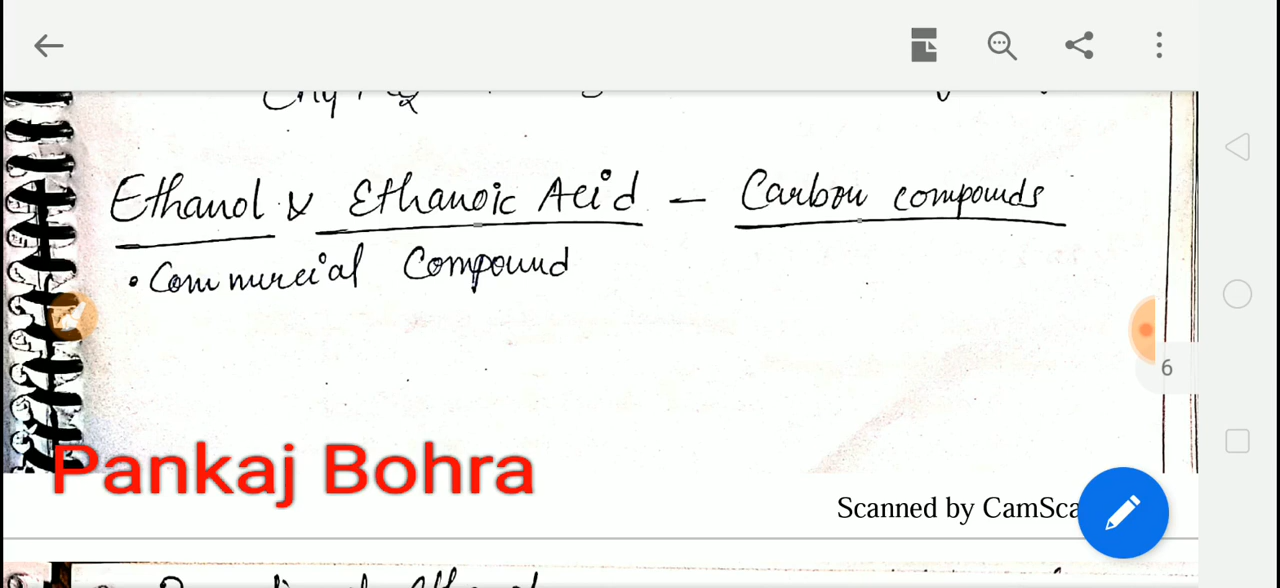 Ethanol & Ethanoic Acid - Carbon compounds
• Commercial Compound
6
Pankaj Bohra
Scanned by CamSca